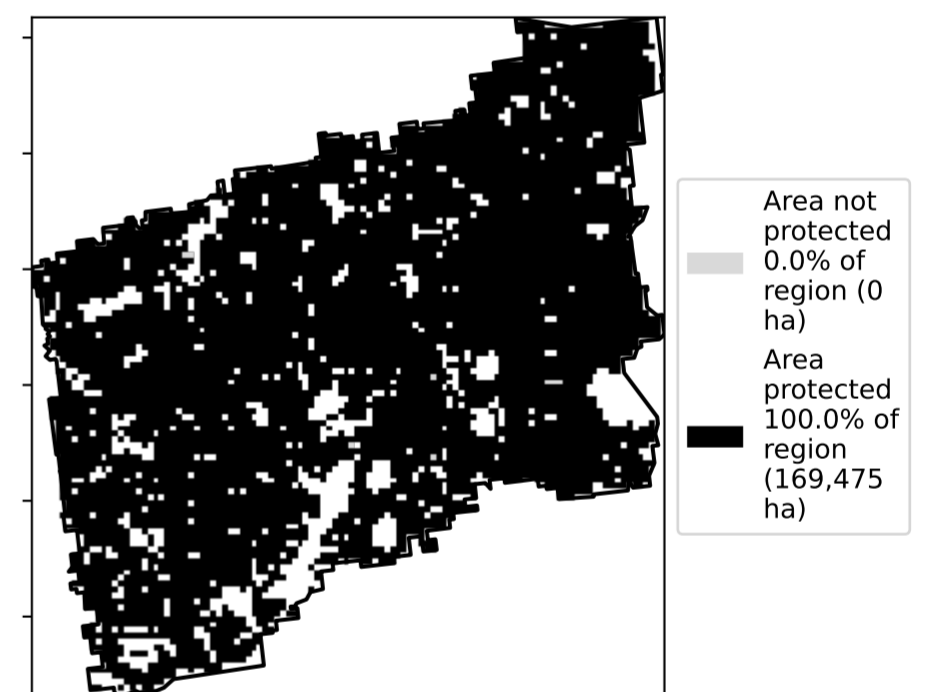 Area not
protected
0.0% of
region (0
ha)
Area
protected
100.0% of
region
(169,475
ha)